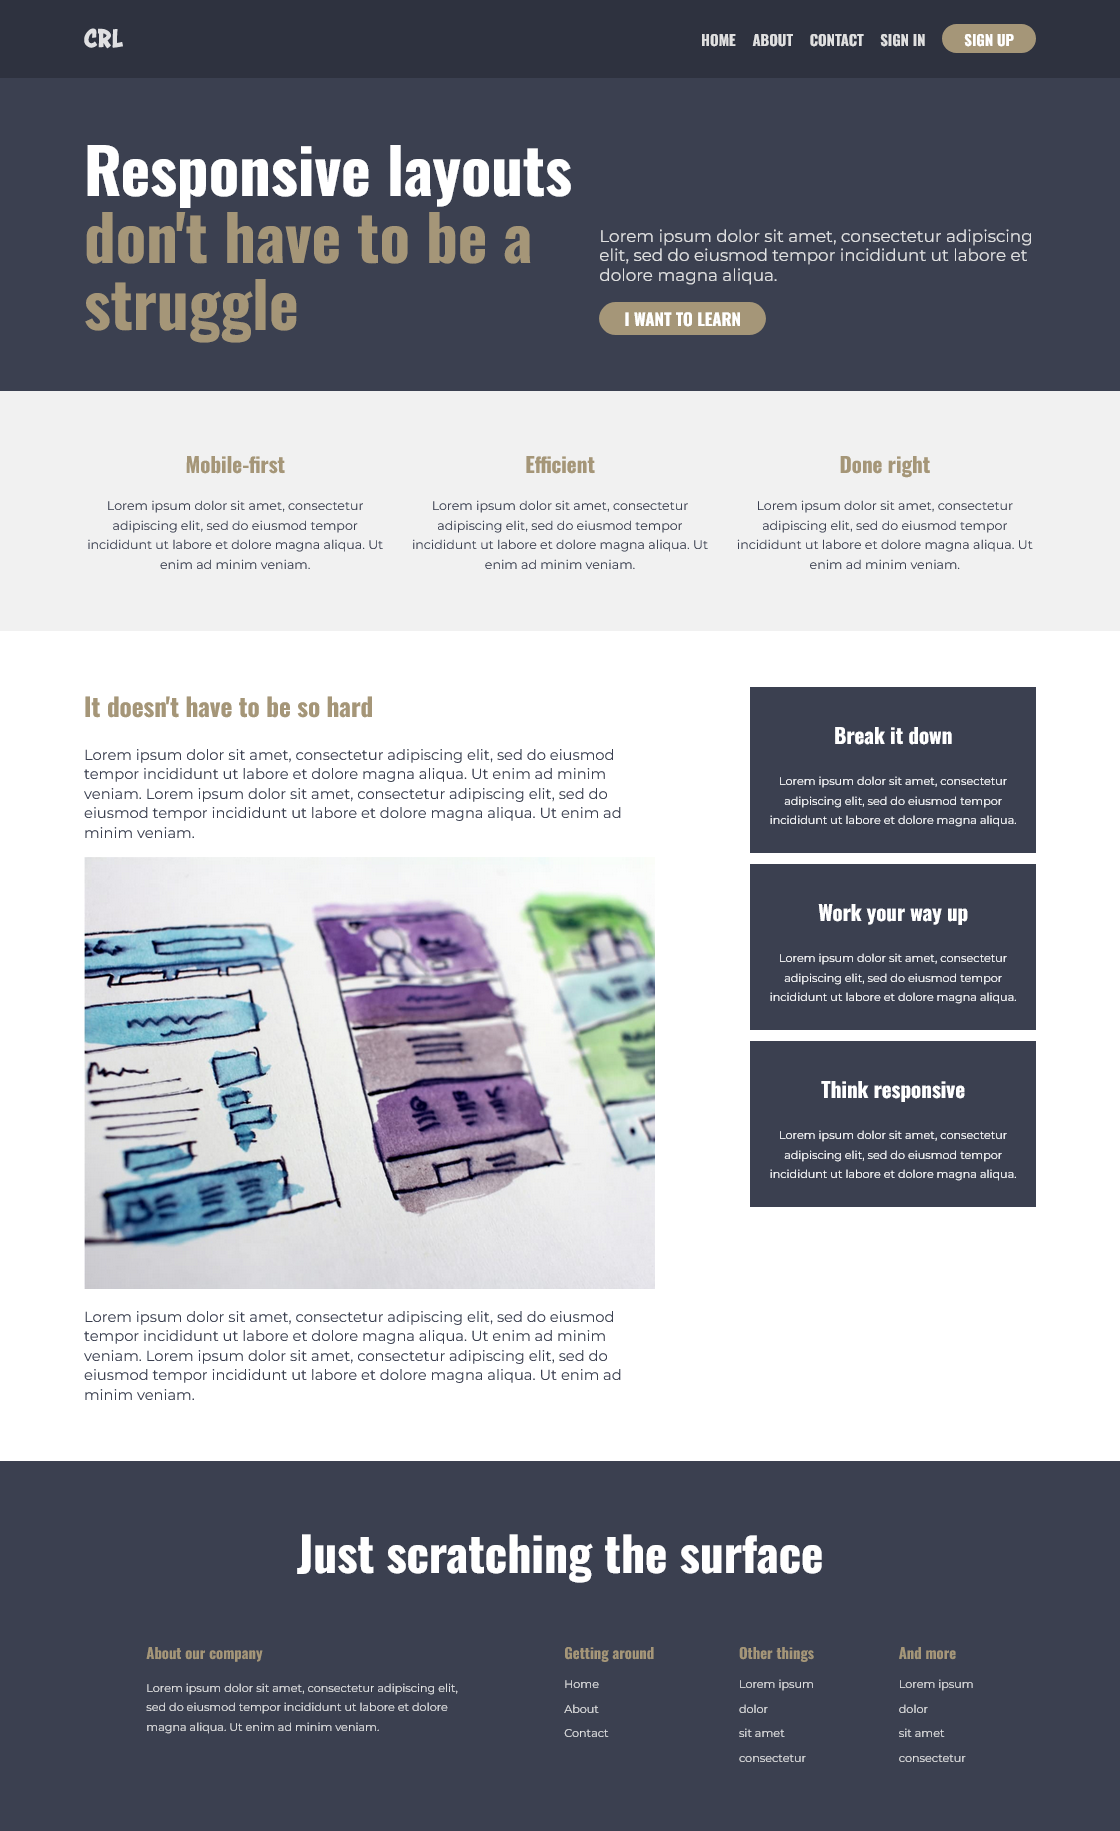 CRL
HOME ABOUT CONTACT SIGN IN SIGN UP
Responsive layouts
don't have to be a
struggle
Lorem ipsum dolor sit amet, consectetur adipiscing
elit, sed do eiusmod tempor incididunt ut labore et
dolore magna aliqua.
I WANT TO LEARN
Mobile-first
Lorem ipsum dolor sit amet, consectetur
adipiscing elit, sed do eiusmod tempor
incididunt ut labore et dolore magna aliqua. Ut
enim ad minim veniam.
Efficient
Lorem ipsum dolor sit amet, consectetur
adipiscing elit, sed do eiusmod tempor
incididunt ut labore et dolore magna aliqua. Ut
enim ad minim veniam.
Done right
Lorem ipsum dolor sit amet, consectetur
adipiscing elit, sed do eiusmod tempor
incididunt ut labore et dolore magna aliqua. Ut
enim ad minim veniam.
It doesn't have to be so hard
Lorem ipsum dolor sit amet, consectetur adipiscing elit, sed do eiusmod
tempor incididunt ut labore et dolore magna aliqua. Ut enim ad minim
veniam. Lorem ipsum dolor sit amet, consectetur adipiscing elit, sed do
eiusmod tempor incididunt ut labore et dolore magna aliqua. Ut enim ad
minim veniam.
Lorem ipsum dolor sit amet, consectetur adipiscing elit, sed do eiusmod
tempor incididunt ut labore et dolore magna aliqua. Ut enim ad minim
veniam. Lorem ipsum dolor sit amet, consectetur adipiscing elit, sed do
eiusmod tempor incididunt ut labore et dolore magna aliqua. Ut enim ad
minim veniam.
Break it down
Lorem ipsum dolor sit amet, consectetur
adipiscing elit, sed do eiusmod tempor
incididunt ut labore et dolore magna aliqua.
Work your way up
Lorem ipsum dolor sit amet, consectetur
adipiscing elit, sed do eiusmod tempor
incididunt ut labore et dolore magna aliqua.
Think responsive
Lorem ipsum dolor sit amet, consectetur
adipiscing elit, sed do eiusmod tempor
incididunt ut labore et dolore magna aliqua.
Just scratching the surface
About our company
Lorem ipsum dolor sit amet, consectetur adipiscing elit,
sed do eiusmod tempor incididunt ut labore et dolore
magna aliqua. Ut enim ad minim veniam.
Getting around
Home
About
Contact
Other things
Lorem ipsum
dolor
sit amet
consectetur
And more
Lorem ipsum
dolor
sit amet
consectetur